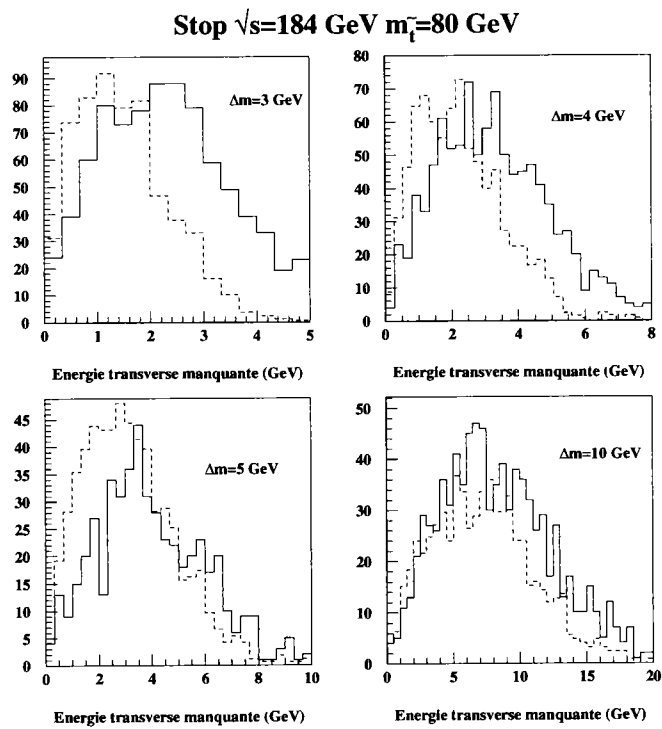 Stop √s=184 GeV m_t̃=80 GeV
90
80
70
60
50
40
30
20
10
0
Δm=3 GeV
0 1 2 3 4 5
Energie transverse manquante (GeV)
80
70
60
50
40
30
20
10
0
Δm=4 GeV
0 2 4 6 8
Energie transverse manquante (GeV)
45
40
35
30
25
20
15
10
5
0
Δm=5 GeV
0 2 4 6 8 10
Energie transverse manquante (GeV)
50
40
30
20
10
0
Δm=10 GeV
0 5 10 15 20
Energie transverse manquante (GeV)